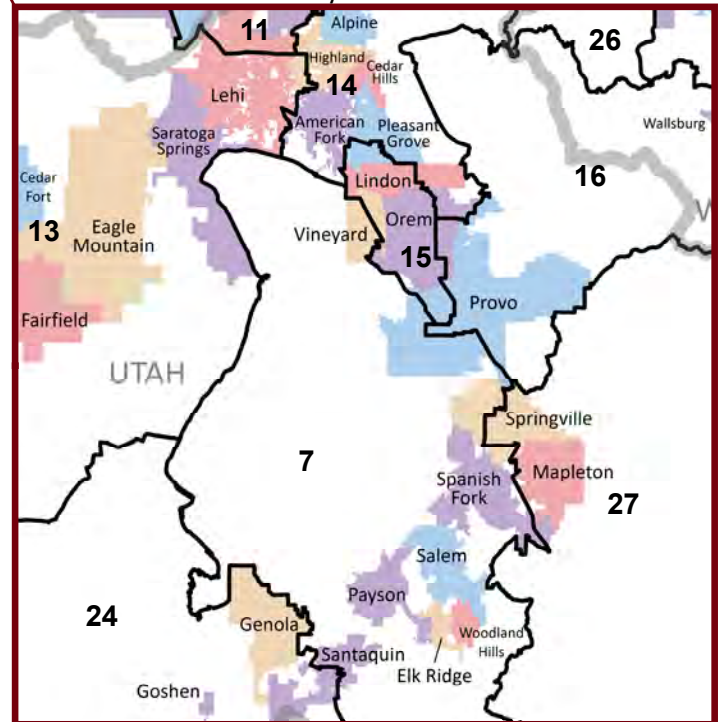 11
Alpine
26
Highland
Cedar
Hills
14
Lehi
American
Fork
Pleasant
Grove
Saratoga
Springs
Wallsburg
Cedar
Fort
Lindon
16
13
Eagle
Mountain
Vineyard
Orem
15
Provo
Fairfield
UTAH
Springville
7
Spanish
Fork
Mapleton
27
Salem
Payson
24
Genola
Woodland
Hills
Santaquin
Elk Ridge
Goshen